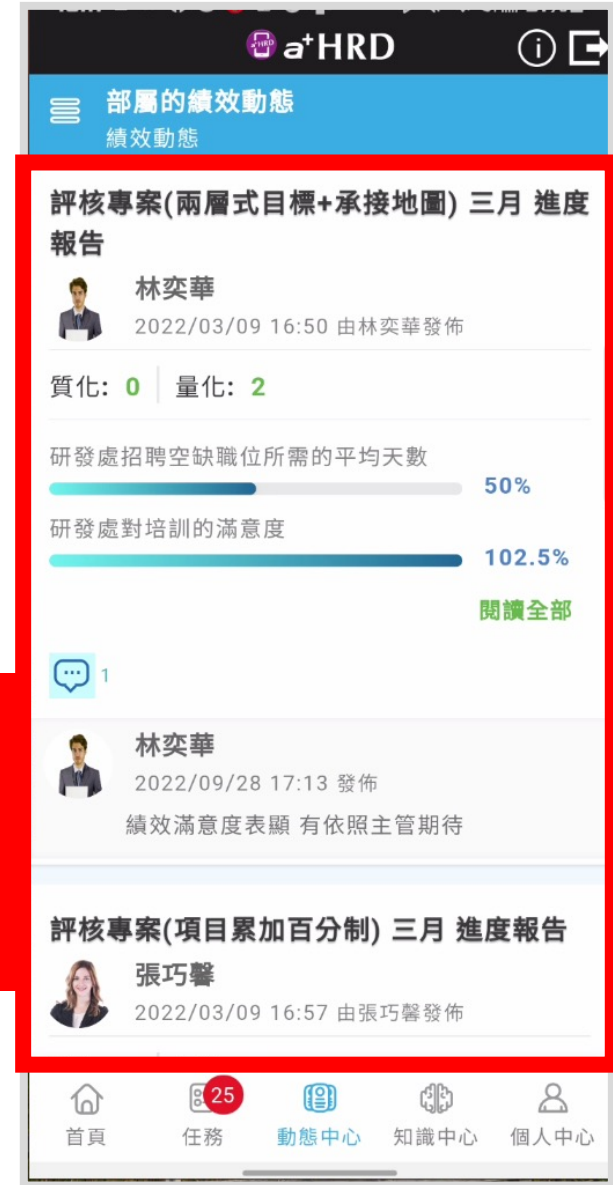 a+HRD
部屬的績效動態
績效動態
評核專案(兩層式目標+承接地圖) 三月 進度
報告
林奕華
2022/03/09 16:50 由林奕華發佈
質化: 0 量化: 2
研發處招聘空缺職位所需的平均天數
50%
研發處對培訓的滿意度
102.5%
閱讀全部
1
林奕華
2022/09/28 17:13 發佈
績效滿意度表顯 有依照主管期待
評核專案(項目累加百分制) 三月 進度報告
張巧馨
2022/03/09 16:57 由張巧馨發佈
25
首頁 任務 動態中心 知識中心 個人中心